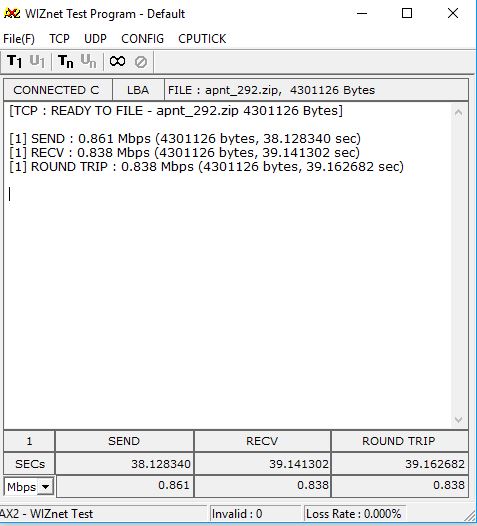 AX2 WIZnet Test Program - Default
File(F) TCP UDP CONFIG CPUTICK
T1 U1 Tn Un ∞
CONNECTED C LBA FILE : apnt_292.zip, 4301126 Bytes
[TCP : READY TO FILE - apnt_292.zip 4301126 Bytes]
[1] SEND : 0.861 Mbps (4301126 bytes, 38.128340 sec)
[1] RECV : 0.838 Mbps (4301126 bytes, 39.141302 sec)
[1] ROUND TRIP : 0.838 Mbps (4301126 bytes, 39.162682 sec)
1 SEND RECV ROUND TRIP
SECs 38.128340 39.141302 39.162682
Mbps 0.861 0.838 0.838
AX2 - WIZnet Test Invalid : 0 Loss Rate : 0.000%